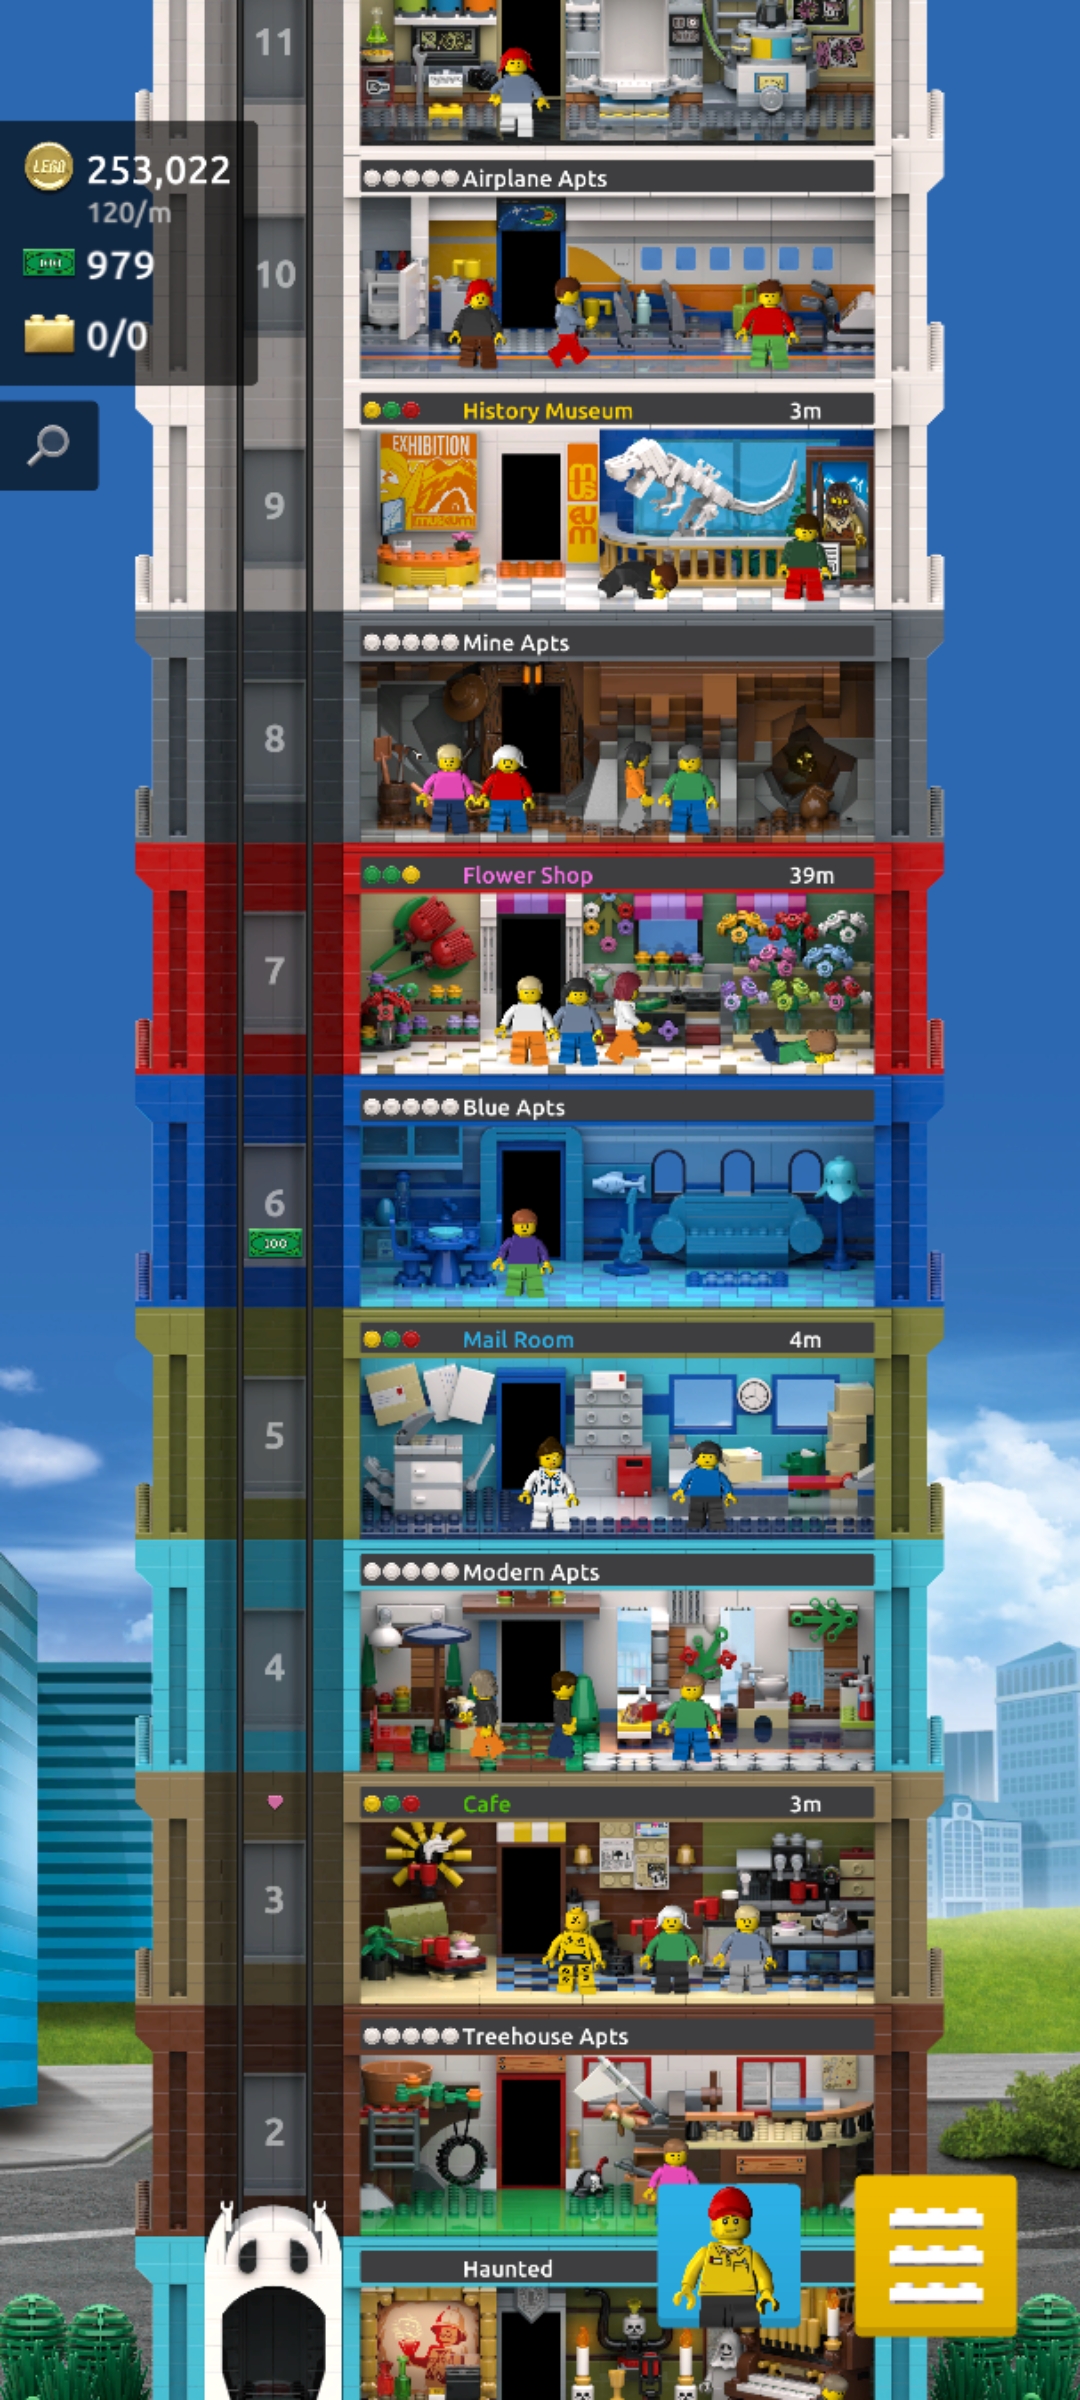 11
LEGO 253,022
120/m
979
0/0
Airplane Apts
10
History Museum 3m
EXHIBITION
museum
mus
eum
9
Mine Apts
8
Flower Shop 39m
7
Blue Apts
6
100
Mail Room 4m
5
Modern Apts
4
Cafe 3m
3
Treehouse Apts
2
Haunted